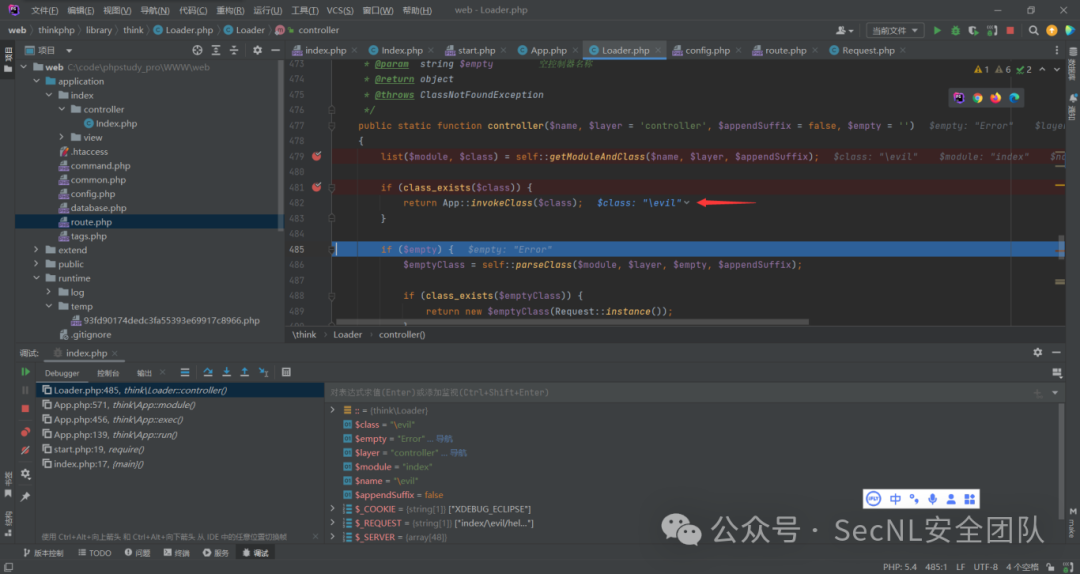 文件(F) 编辑(E) 视图(V) 导航(N) 代码(C) 重构(R) 运行(U) 工具(T) VCS(S) 窗口(W) 帮助(H) web - Loader.php
web thinkphp library think Loader.php Loader controller 当前文件
项目 index.php Index.php start.php App.php Loader.php config.php route.php Request.php
web C:\code\phpstudy_pro\WWW\web
application
index
controller
Index.php
view
.htaccess
command.php
common.php
config.php
database.php
route.php
tags.php
extend
public
runtime
log
temp
93fd90174dedc3fa55393e69917c8966.php
.gitignore
1 6 2
473 * @param string $empty 空控制器名称
474 * @return object
475 * @throws ClassNotFoundException
476 */
477 public static function controller($name, $layer = 'controller', $appendSuffix = false, $empty = '') $empty: "Error"
478 {
479 list($module, $class) = self::getModuleAndClass($name, $layer, $appendSuffix); $class: "\evil" $module: "index"
480
481 if (class_exists($class)) {
482 return App::invokeClass($class); $class: "\evil"
483 }
484
485 if ($empty) { $empty: "Error"
486 $emptyClass = self::parseClass($module, $layer, $empty, $appendSuffix);
487
488 if (class_exists($emptyClass)) {
489 return new $emptyClass(Request::instance());
\think Loader controller()
调试: index.php
Debugger 控制台 输出
Loader.php:485, think\Loader::controller()
App.php:571, think\App::module()
App.php:456, think\App::exec()
App.php:139, think\App::run()
start.php:19, require()
index.php:17, {main}()
使用 Ctrl+Alt+向上箭头 和 Ctrl+Alt+向下箭头 从 IDE 中的任意位置切换帧
对表达式求值(Enter)或添加监视(Ctrl+Shift+Enter)
:: = {think\Loader}
$class = "\evil"
$empty = "Error" ... 导航
$layer = "controller" ... 导航
$module = "index"
$name = "\evil"
$appendSuffix = false
$_COOKIE = {string[1]} ["XDEBUG_ECLIPSE"]
$_REQUEST = {string[1]} ["index/\evil/hel..."]
$_SERVER = {array[48]}
iFLY 中
公众号 · SecNL安全团队
书签
结构
数据库
通知
M make
版本控制 TODO 问题 终端 服务 调试
PHP: 5.4 485:1 LF UTF-8 4 个空格